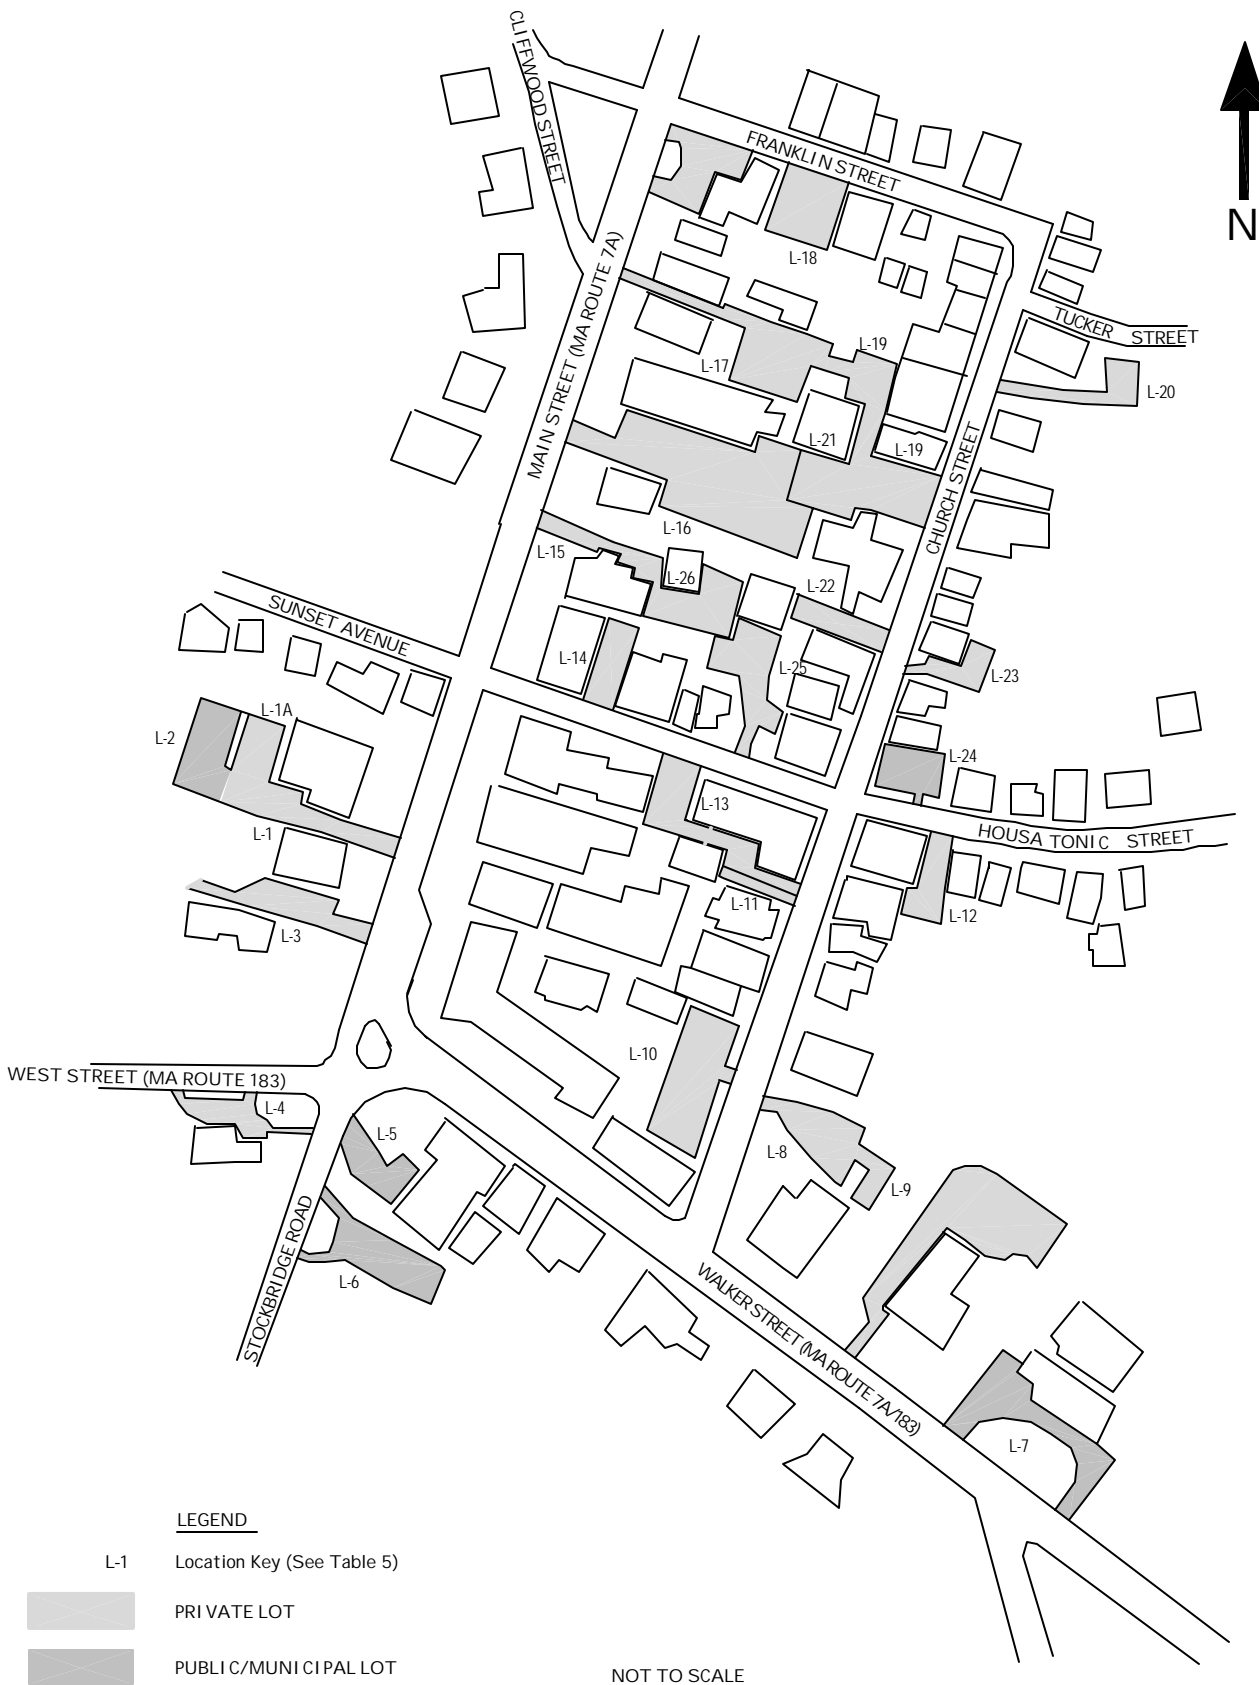 CLIFFWOOD STREET
FRANKLIN STREET
N
L-18
MAIN STREET (MA ROUTE 7A)
TUCKER STREET
L-19
L-17
L-20
L-21
L-19
CHURCH STREET
L-16
L-15
L-26
L-22
SUNSET AVENUE
L-14
L-25
L-23
L-1A
L-2
L-24
L-13
L-1
HOUSATONIC STREET
L-11
L-12
L-3
L-10
WEST STREET (MA ROUTE 183)
L-4
L-5
L-8
L-9
STOCKBRIDGE ROAD
L-6
WALKER STREET (MA ROUTE 7A/183)
L-7
LEGEND
L-1 Location Key (See Table 5)
PRIVATE LOT
PUBLIC/MUNICIPAL LOT
NOT TO SCALE